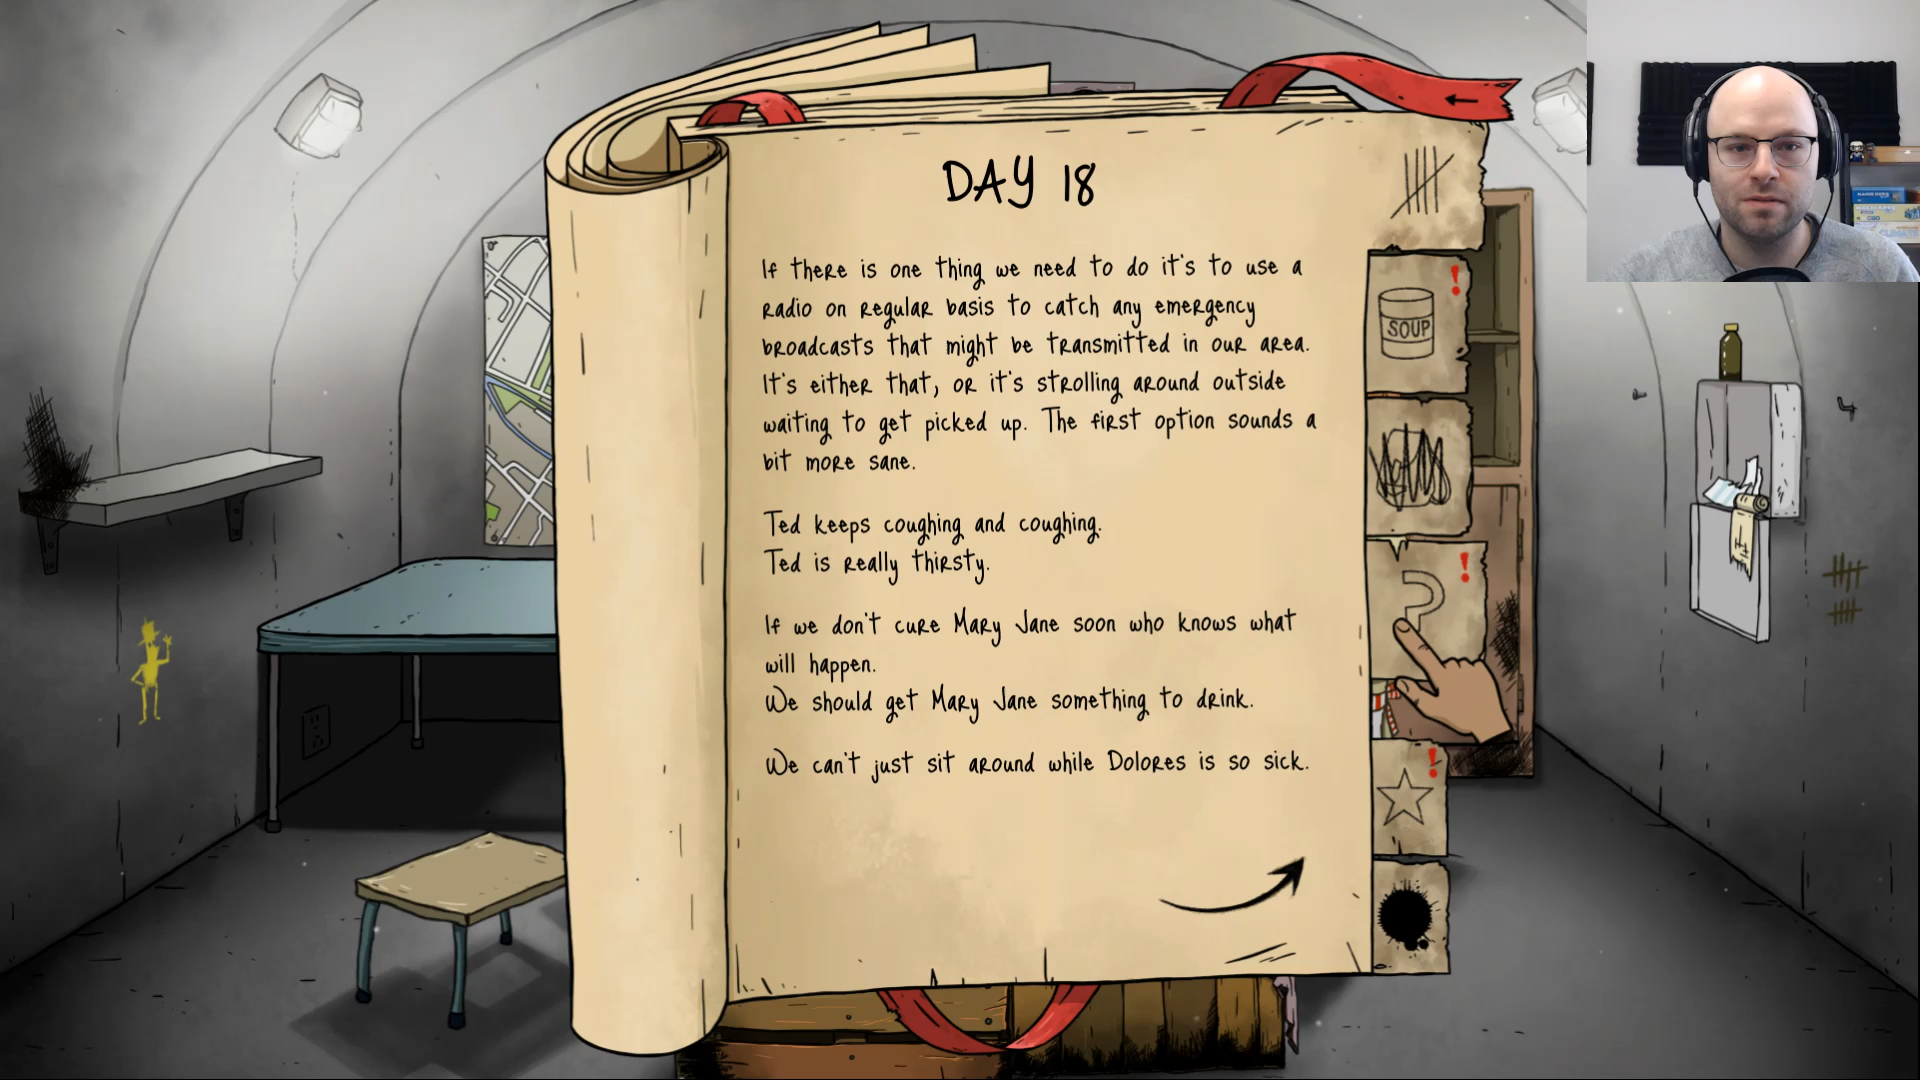 DAY 18
If there is one thing we need to do it's to use a
radio on regular basis to catch any emergency
broadcasts that might be transmitted in our area.
It's either that, or it's strolling around outside
waiting to get picked up. The first option sounds a
bit more sane.
Ted keeps coughing and coughing.
Ted is really thirsty.
If we don't cure Mary Jane soon who knows what
will happen.
We should get Mary Jane something to drink.
We can't just sit around while Dolores is so sick.
!
SOUP
!
?
!